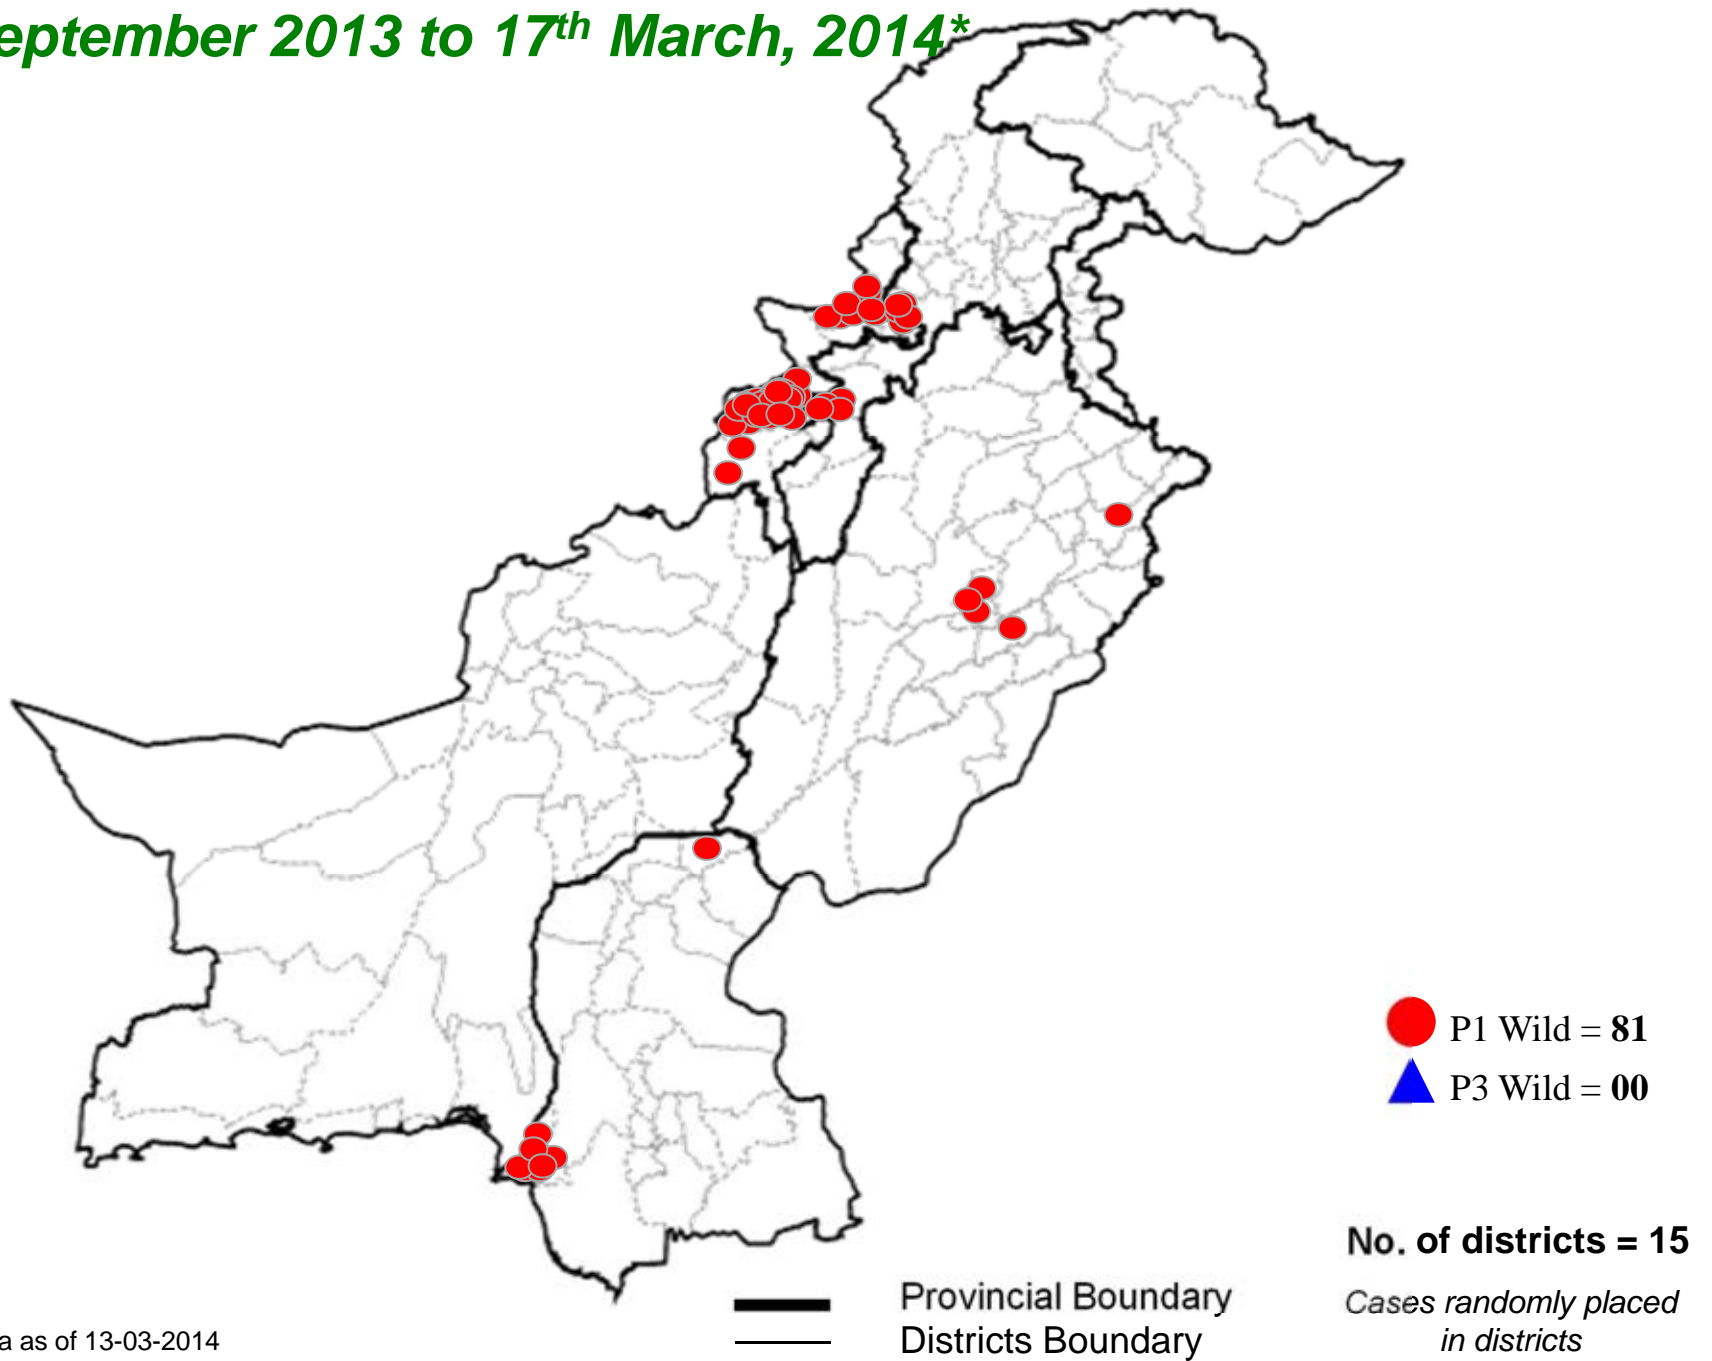 eptember 2013 to 17th March, 2014*
P1 Wild = 81
P3 Wild = 00
No. of districts = 15
Cases randomly placed
in districts
Provincial Boundary
Districts Boundary
a as of 13-03-2014